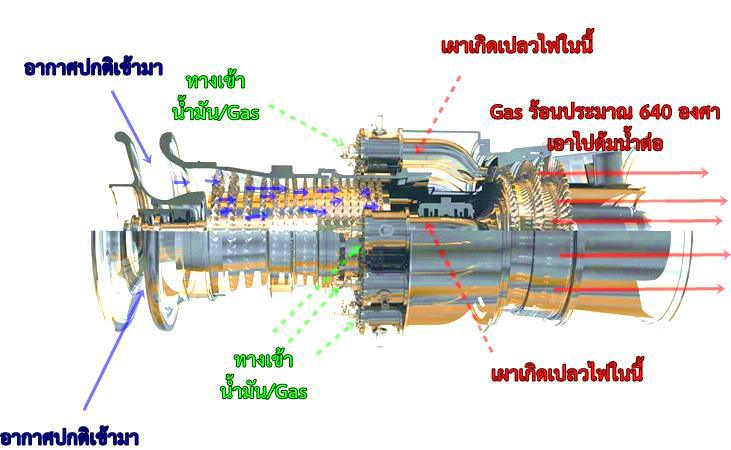 เผาเกิดเปลวไฟในนี้
อากาศปกติเข้ามา
ทางเข้า
น้ำมัน/Gas
Gas ร้อนประมาณ 640 องศา
เอาไปต้มน้ำต่อ
ทางเข้า
น้ำมัน/Gas
เผาเกิดเปลวไฟในนี้
อากาศปกติเข้ามา